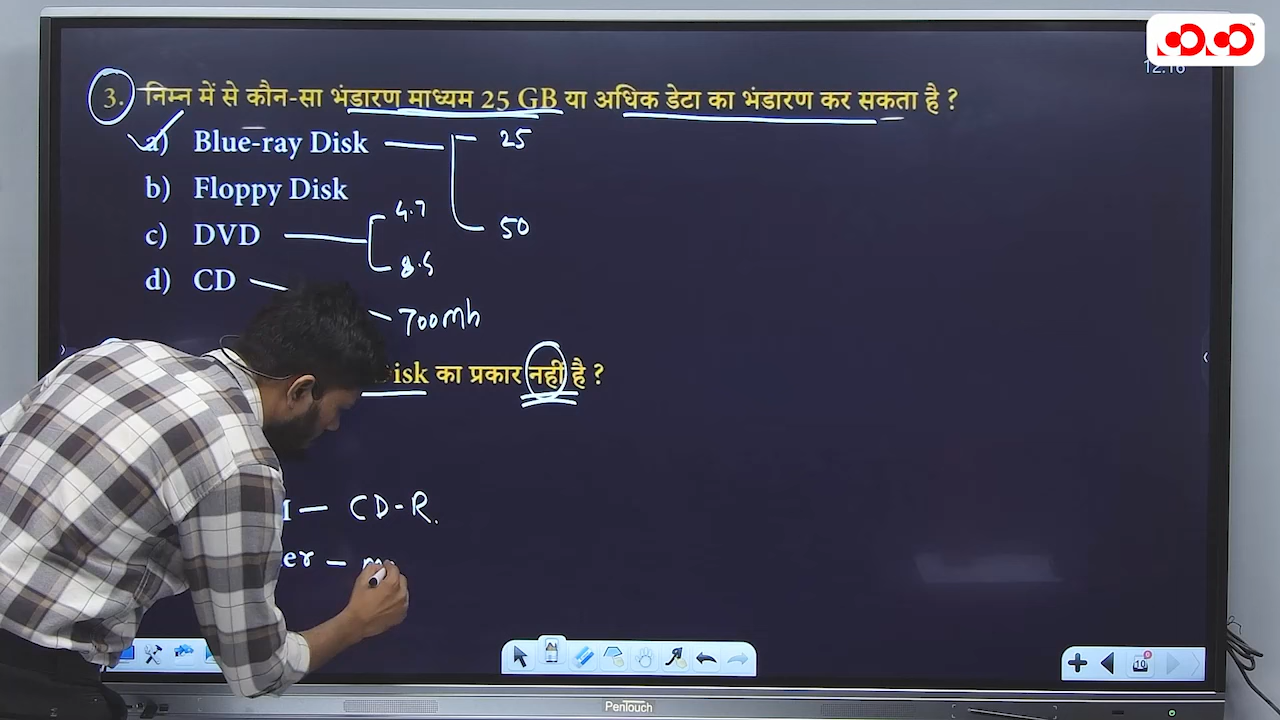 12:16
3. निम्न में से कौन-सा भंडारण माध्यम 25 GB या अधिक डेटा का भंडारण कर सकता है ?
a) Blue-ray Disk 25
b) Floppy Disk
50
c) DVD 4.7
8.5
d) CD
700mb
isk का प्रकार नहीं है ?
CD-R.
er
10
PENTOUCH